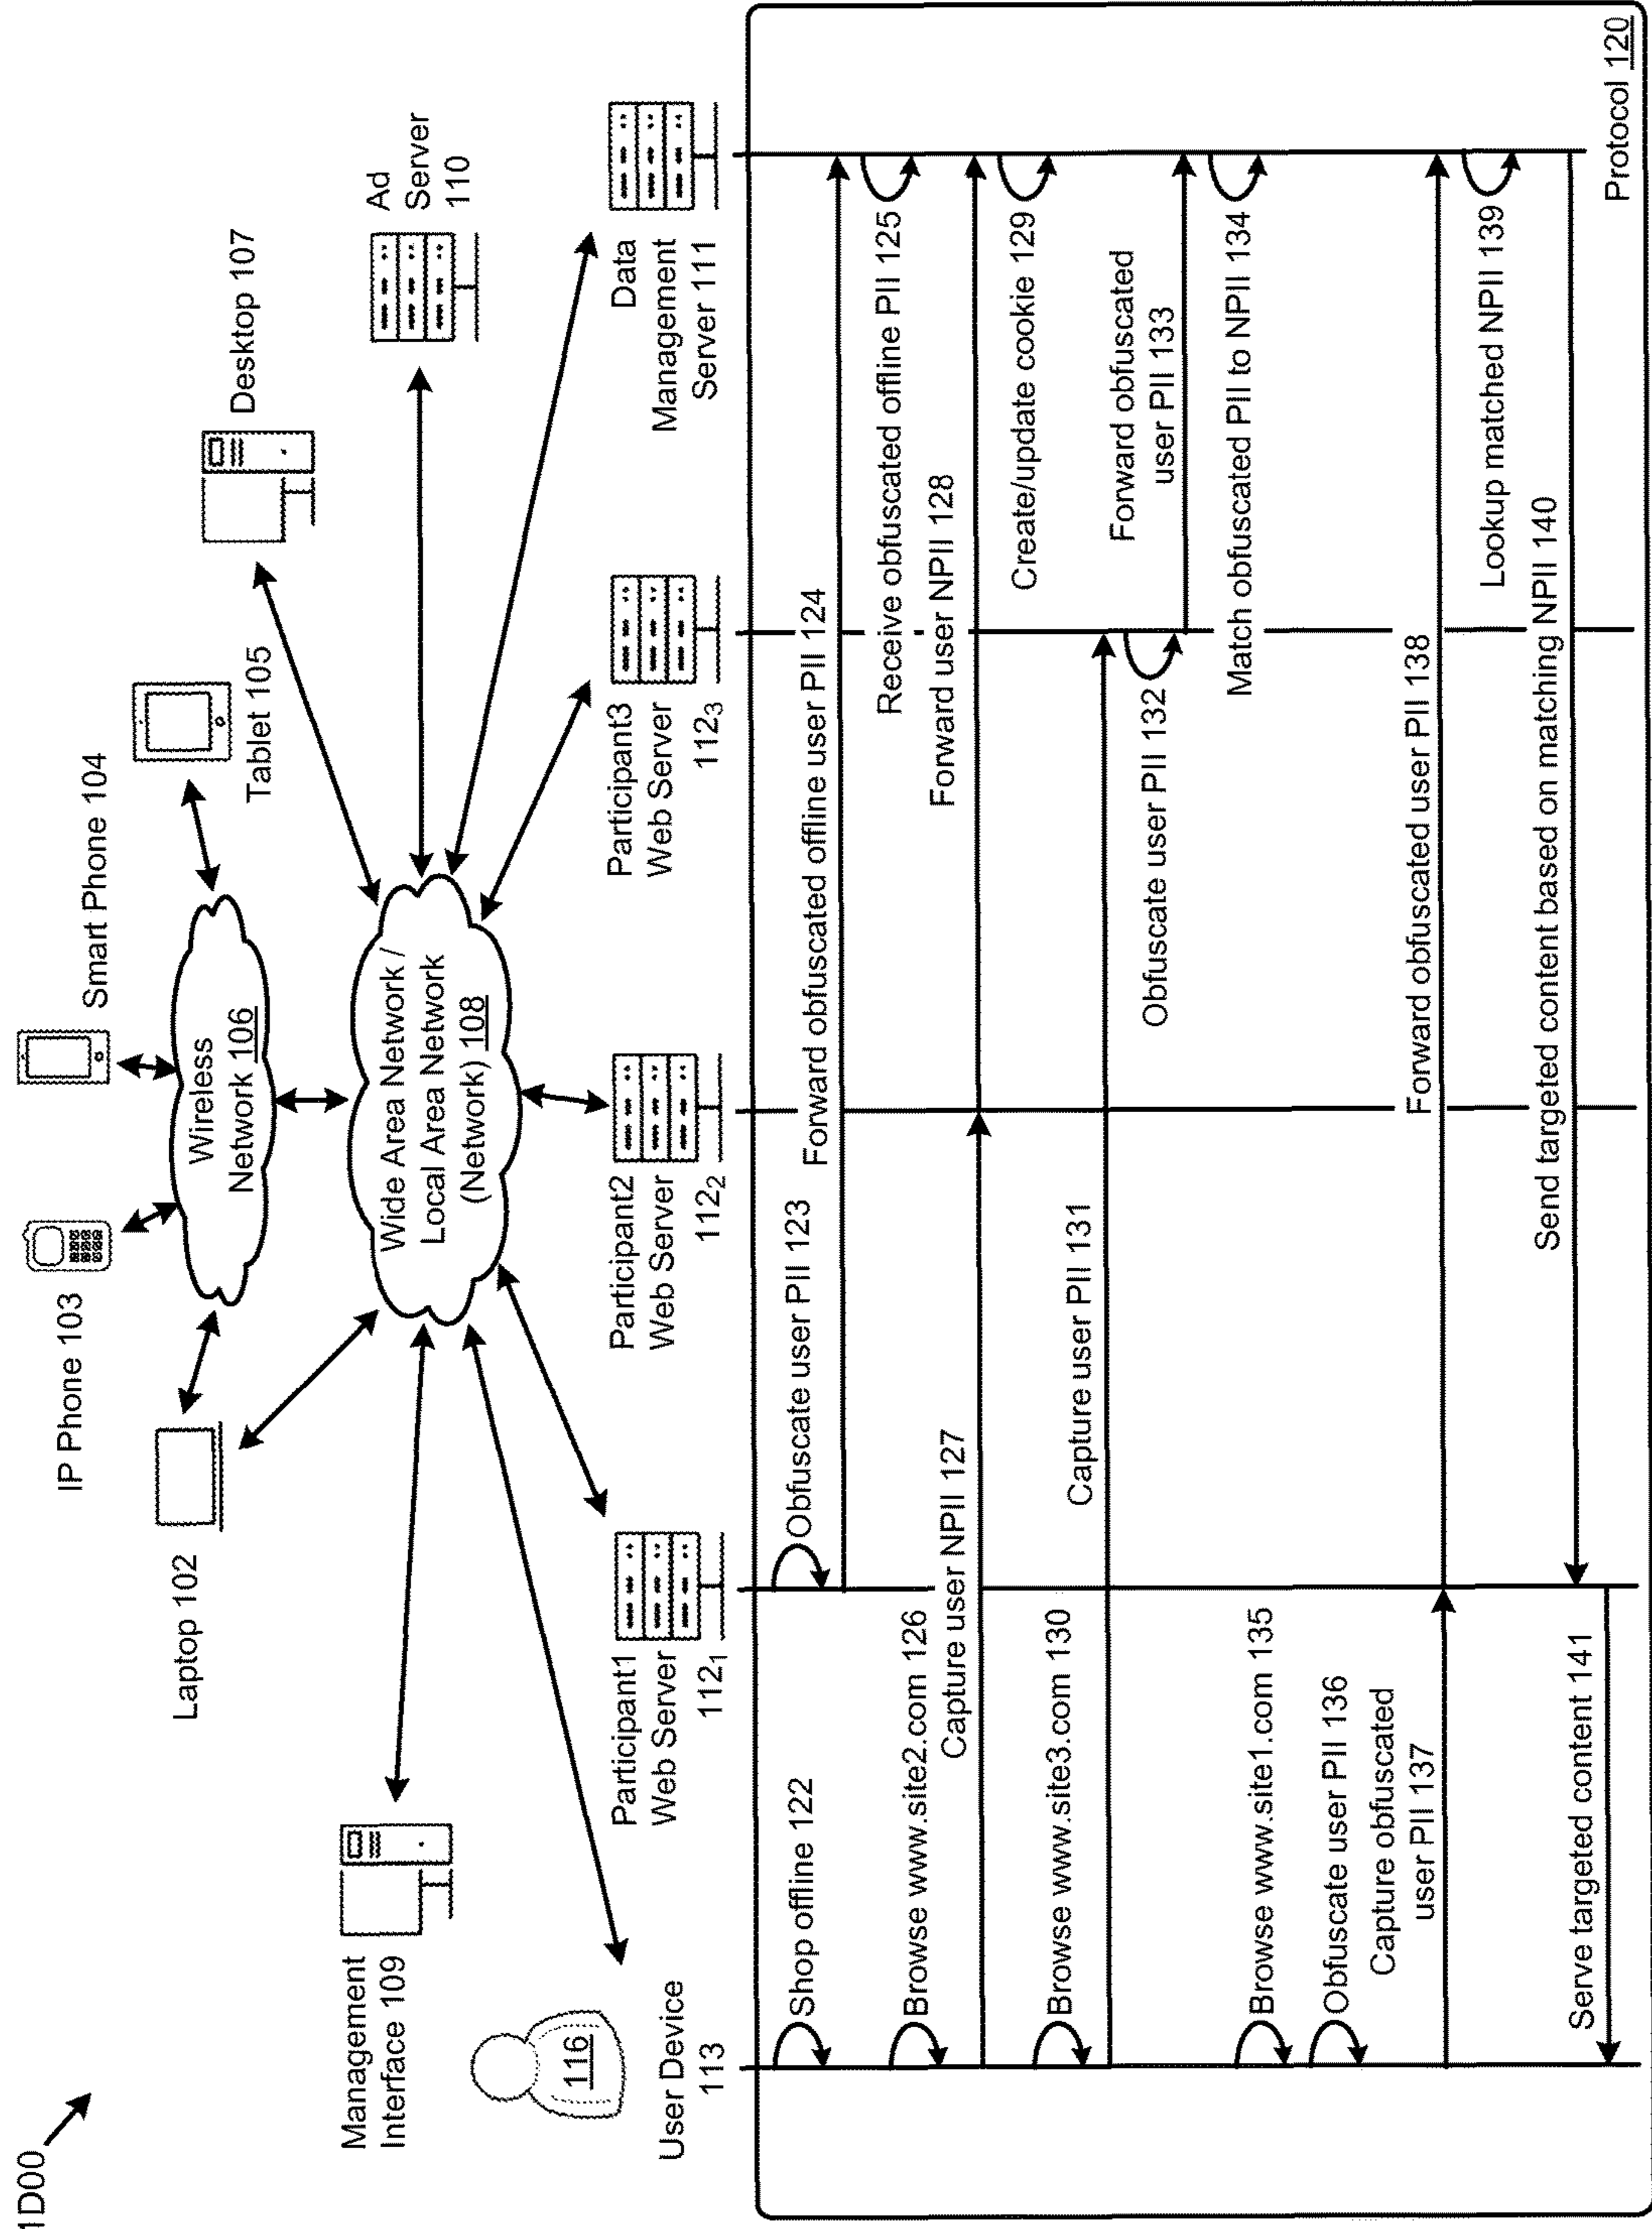 1D00
IP Phone 103
Smart Phone 104
Laptop 102
Wireless
Network 106
Tablet 105
Desktop 107
Management
Interface 109
Wide Area Network /
Local Area Network
(Network) 108
Ad
Server
110
116
User Device
113
Participant1
Web Server
112₁
Participant2
Web Server
112₂
Participant3
Web Server
112₃
Data
Management
Server 111
Shop offline 122
Obfuscate user PII 123
Forward obfuscated offline user PII 124
Receive obfuscated offline PII 125
Browse www.site2.com 126
Capture user NPII 127
Forward user NPII 128
Create/update cookie 129
Browse www.site3.com 130
Capture user PII 131
Obfuscate user PII 132
Forward obfuscated
user PII 133
Match obfuscated PII to NPII 134
Browse www.site1.com 135
Obfuscate user PII 136
Capture obfuscated
user PII 137
Forward obfuscated user PII 138
Lookup matched NPII 139
Send targeted content based on matching NPII 140
Serve targeted content 141
Protocol 120